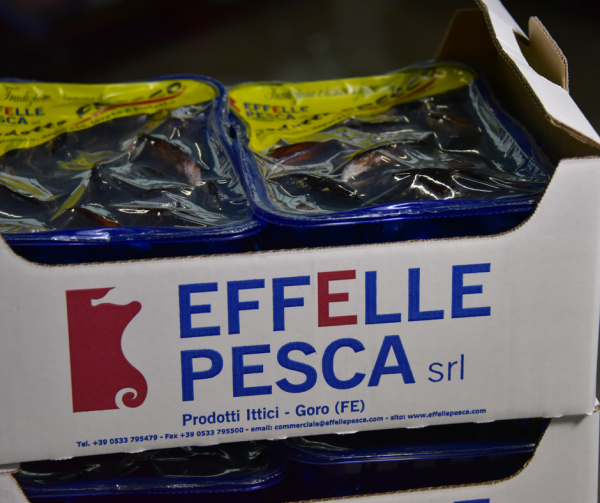 Tradizione
EFFELLE
PESCA
EFFELLE
PESCA srl
Prodotti Ittici - Goro (FE)
Tel. +39 0533 795479 - Fax +39 0533 795500 - email: commerciale@effellepesca.com - sito: www.effellepesca.com